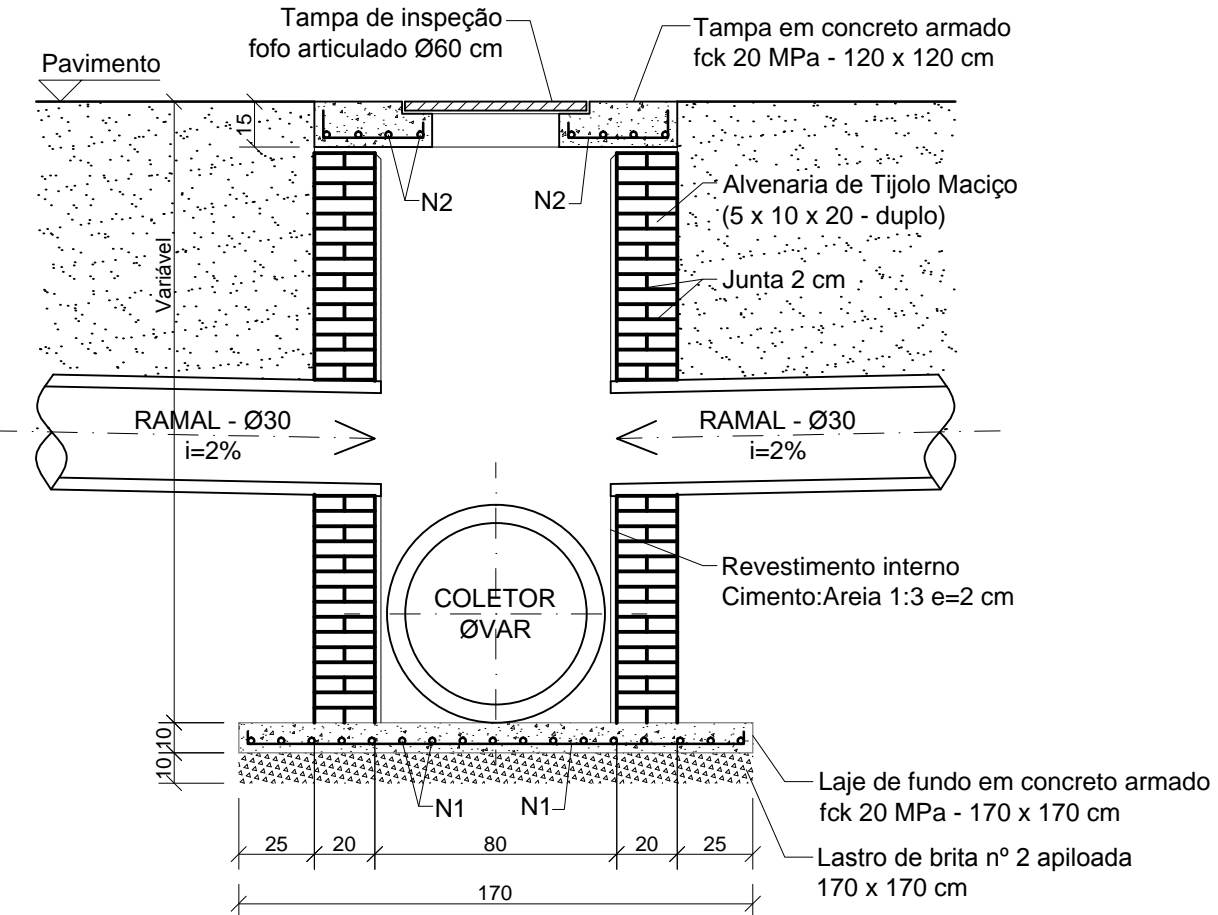 Tampa de inspeção
fofo articulado Ø60 cm
Tampa em concreto armado
fck 20 MPa - 120 x 120 cm
Pavimento
15
N2
N2
Alvenaria de Tijolo Maciço
(5 x 10 x 20 - duplo)
Variável
Junta 2 cm
RAMAL - Ø30
i=2%
RAMAL - Ø30
i=2%
Revestimento interno
Cimento:Areia 1:3 e=2 cm
COLETOR
ØVAR
10
10
N1
N1
Laje de fundo em concreto armado
fck 20 MPa - 170 x 170 cm
25
20
80
20
25
Lastro de brita nº 2 apiloada
170 x 170 cm
170